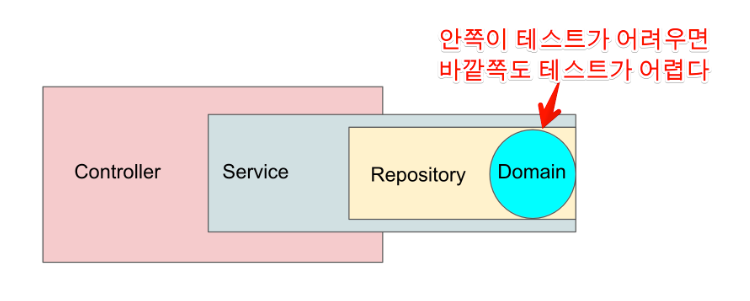 안쪽이 테스트가 어려우면
바깥쪽도 테스트가 어렵다
Controller
Service
Repository
Domain